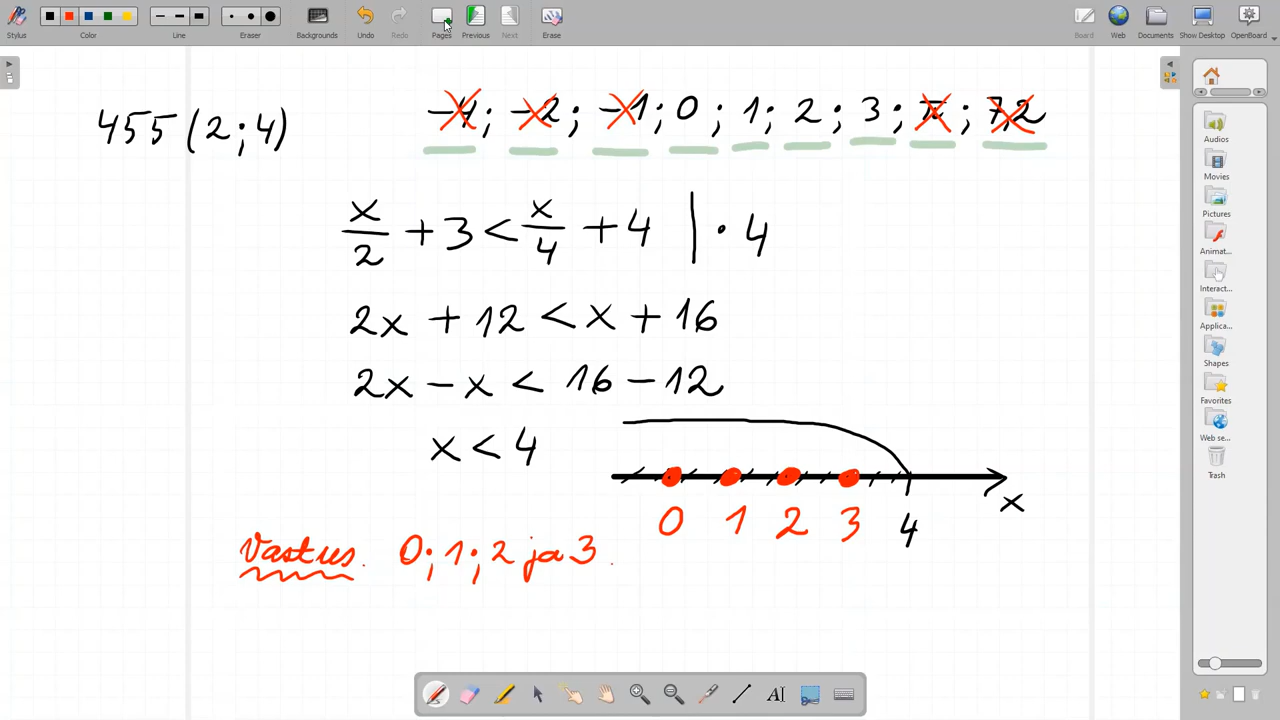 Stylus Color Line Eraser Backgrounds Undo Redo Pages Previous Next Erase Board Web Documents Show Desktop OpenBoard
455(2;4)
-4; -2; -1; 0; 1; 2; 3; π; 7,2
x/2 + 3 < x/4 + 4 | · 4
2x + 12 < x + 16
2x - x < 16 - 12
x < 4
0 1 2 3 4 x
Vastus. 0; 1; 2 ja 3.
Audios
Movies
Pictures
Animat...
Interact...
Applica...
Shapes
Favorites
Web se...
Trash